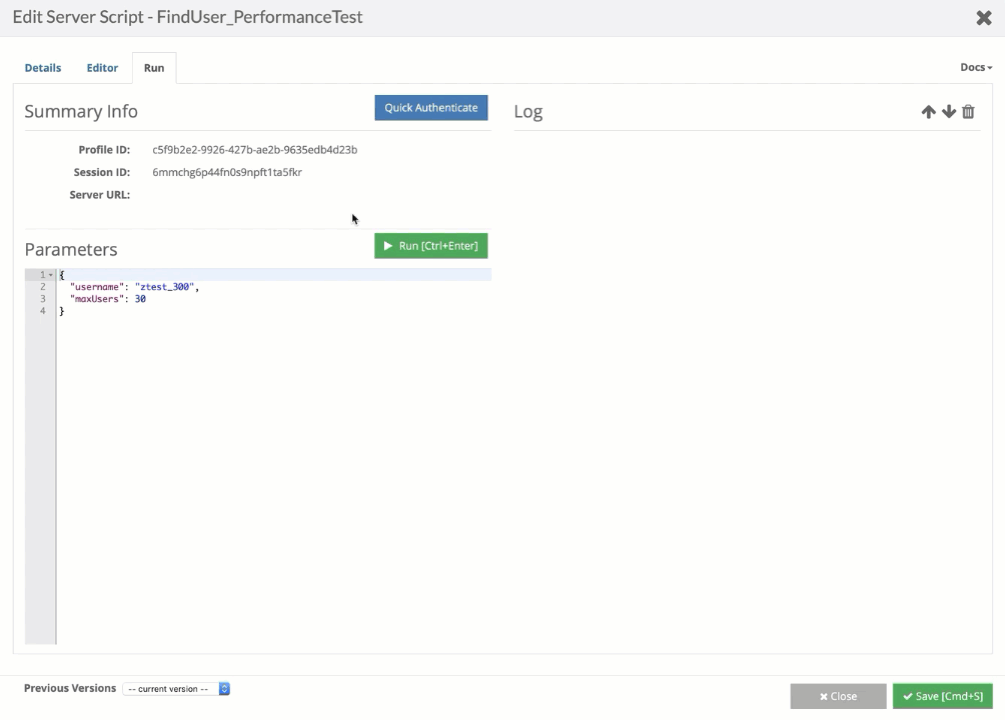 Edit Server Script - FindUser_PerformanceTest
Details Editor Run Docs
Summary Info Quick Authenticate
Profile ID: c5f9b2e2-9926-427b-ae2b-9635edb4d23b
Session ID: 6mmchg6p44fn0s9npft1ta5fkr
Server URL:
Parameters Run [Ctrl+Enter]
1 {
2 "username": "ztest_300",
3 "maxUsers": 30
4 }
Log
Previous Versions -- current version --
Close Save [Cmd+S]